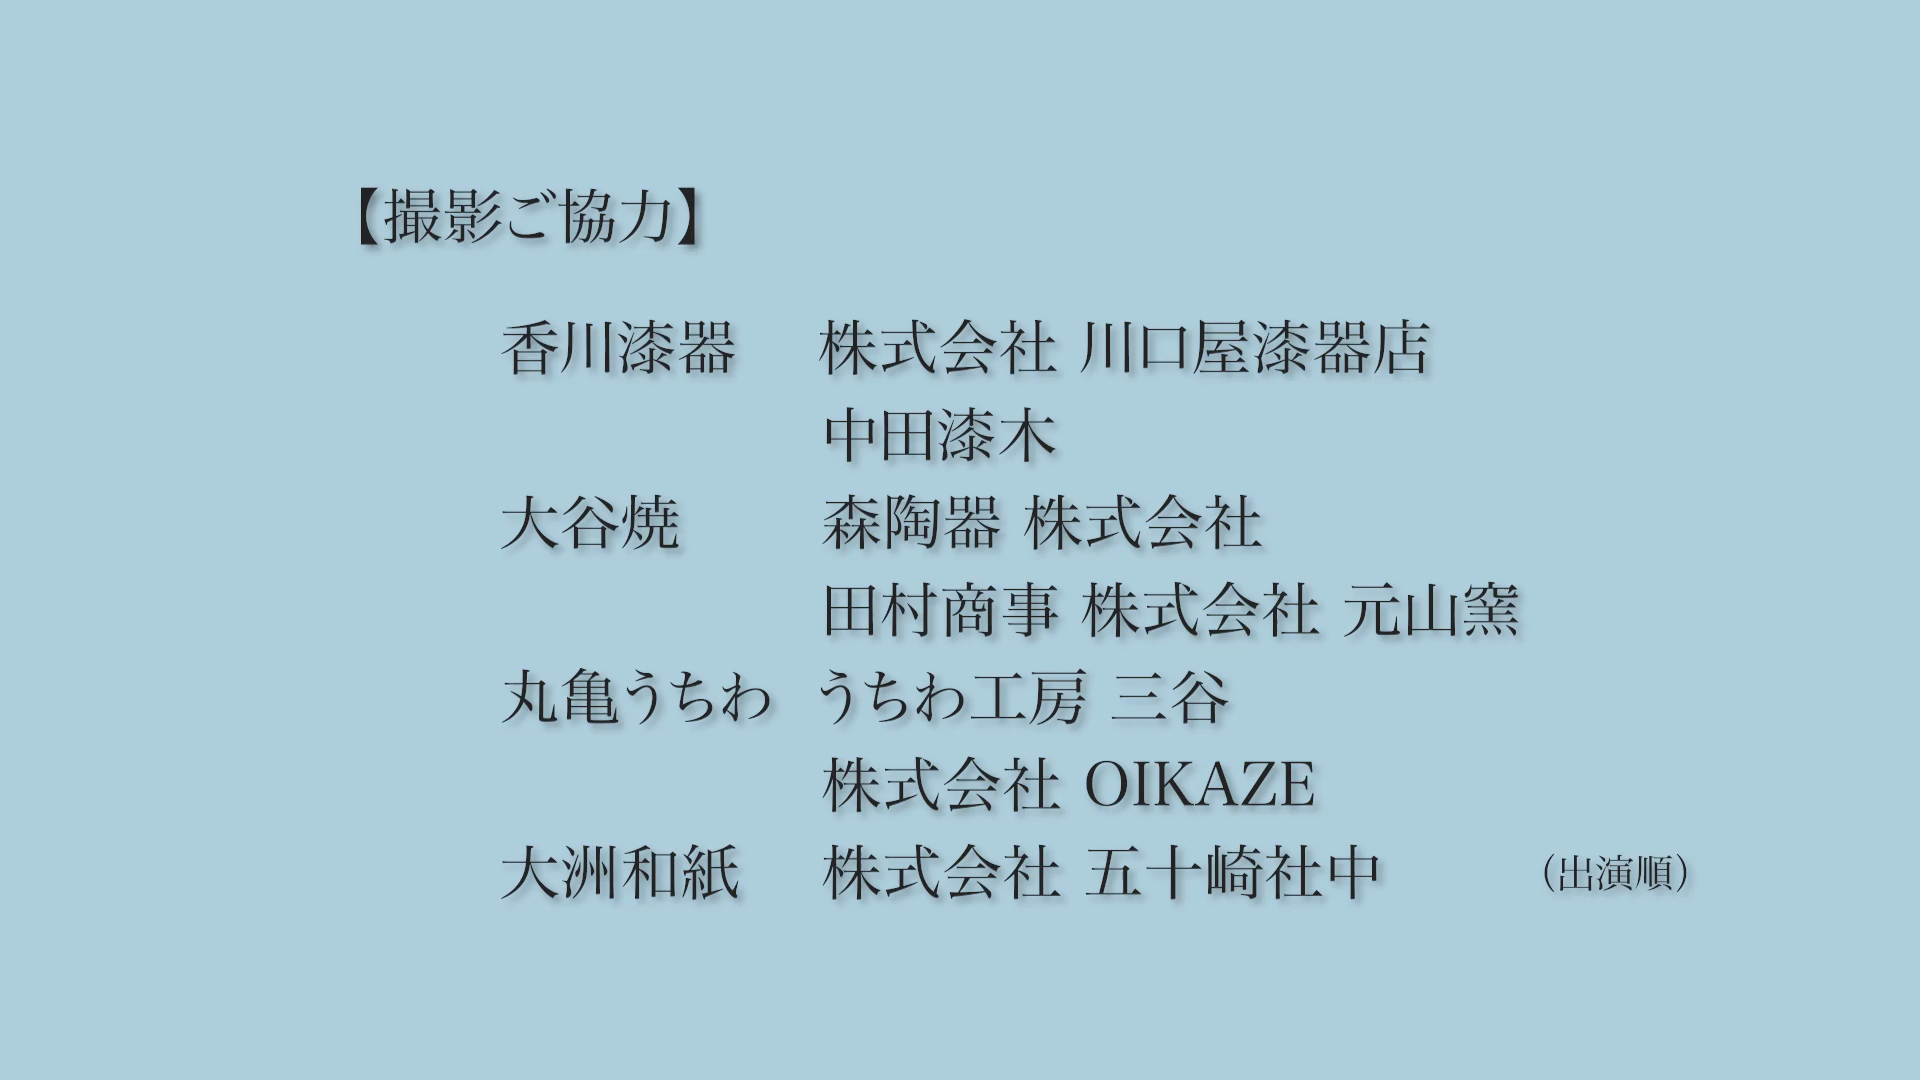 【撮影ご協力】
香川漆器 株式会社 川口屋漆器店
中田漆木
大谷焼 森陶器 株式会社
田村商事 株式会社 元山窯
丸亀うちわ うちわ工房 三谷
株式会社 OIKAZE
大洲和紙 株式会社 五十崎社中 （出演順）